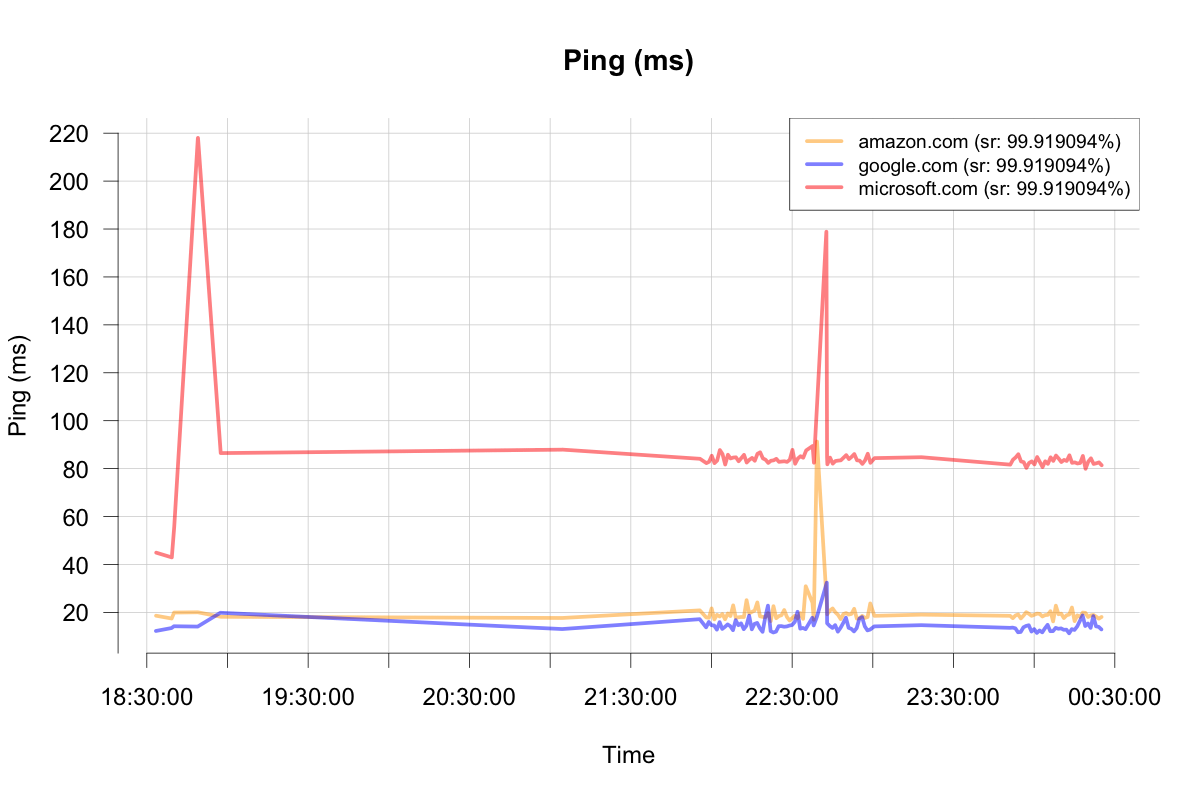 Ping (ms)
amazon.com (sr: 99.919094%)
google.com (sr: 99.919094%)
microsoft.com (sr: 99.919094%)
220
200
180
160
140
120
100
80
60
40
20
Ping (ms)
18:30:00 19:30:00 20:30:00 21:30:00 22:30:00 23:30:00 00:30:00
Time